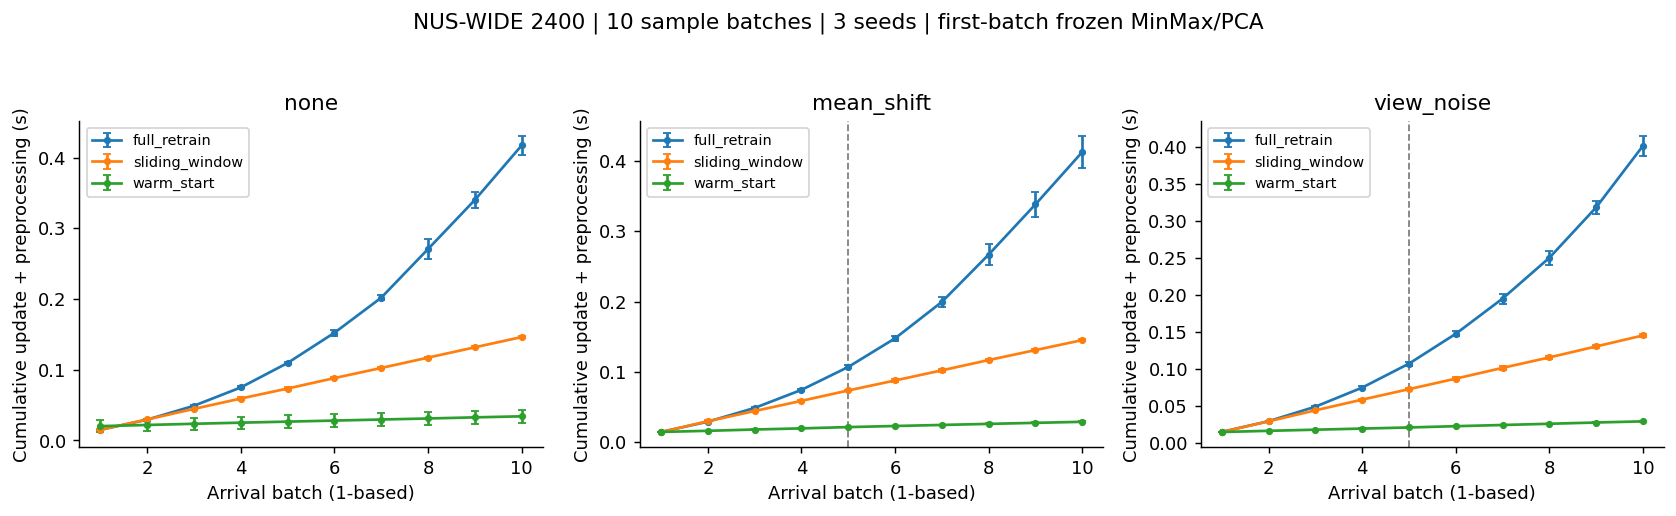 NUS-WIDE 2400 | 10 sample batches | 3 seeds | first-batch frozen MinMax/PCA
none
Cumulative update + preprocessing (s)
full_retrain
sliding_window
warm_start
0.4
0.3
0.2
0.1
0.0
2 4 6 8 10
Arrival batch (1-based)
mean_shift
Cumulative update + preprocessing (s)
full_retrain
sliding_window
warm_start
0.4
0.3
0.2
0.1
0.0
2 4 6 8 10
Arrival batch (1-based)
view_noise
Cumulative update + preprocessing (s)
full_retrain
sliding_window
warm_start
0.40
0.35
0.30
0.25
0.20
0.15
0.10
0.05
0.00
2 4 6 8 10
Arrival batch (1-based)